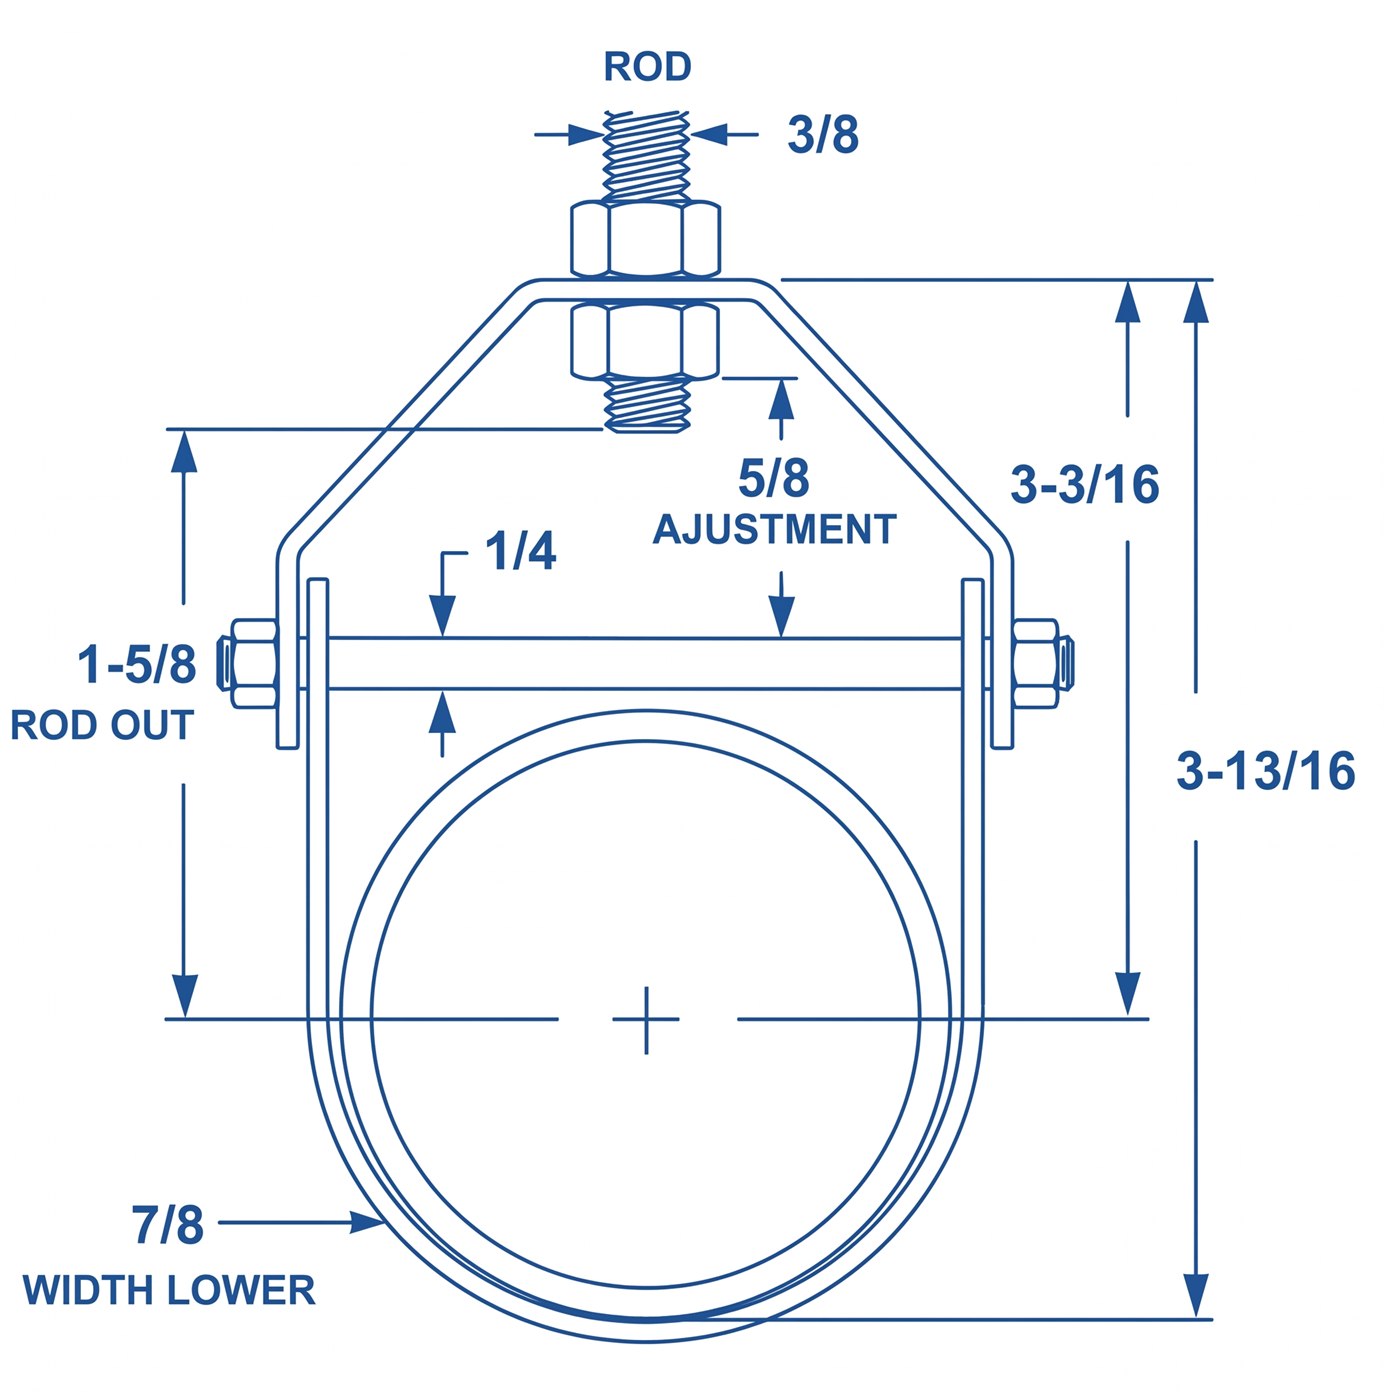 ROD
3/8
5/8
AJUSTMENT
3-3/16
1/4
1-5/8
ROD OUT
3-13/16
7/8
WIDTH LOWER